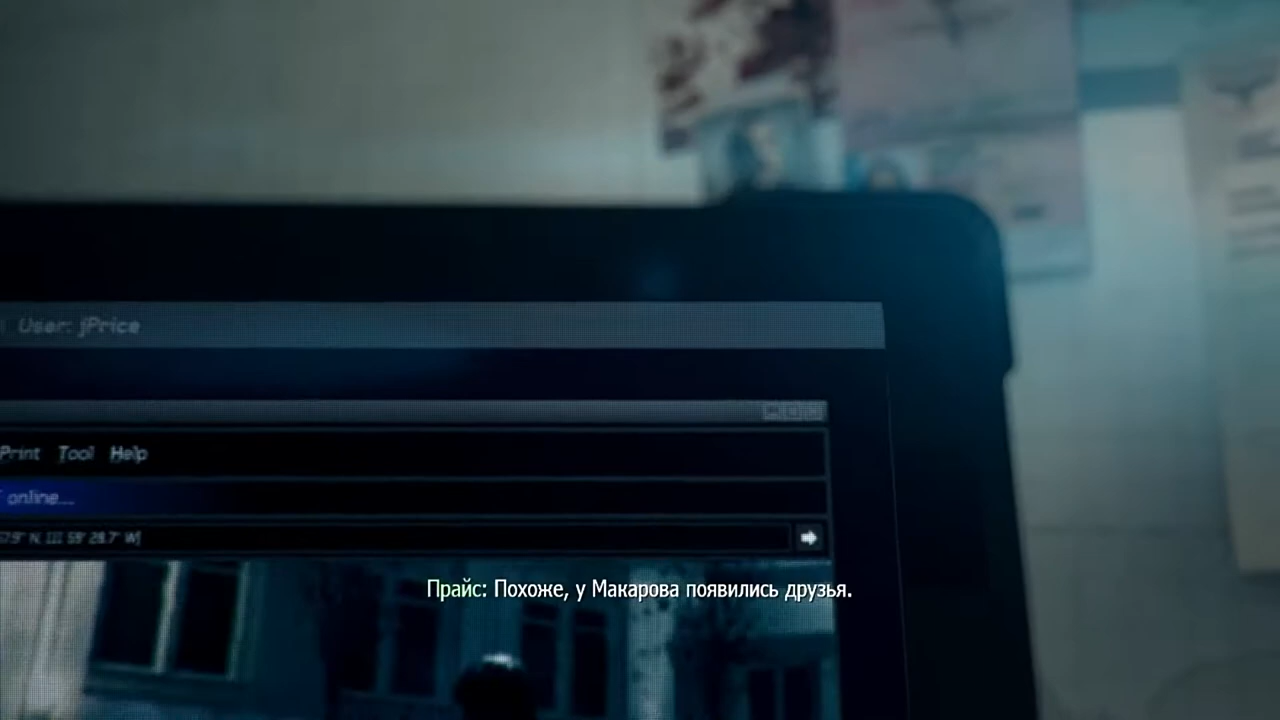 User: jPrice
Print Tool Help
online...
Прайс: Похоже, у Макарова появились друзья.